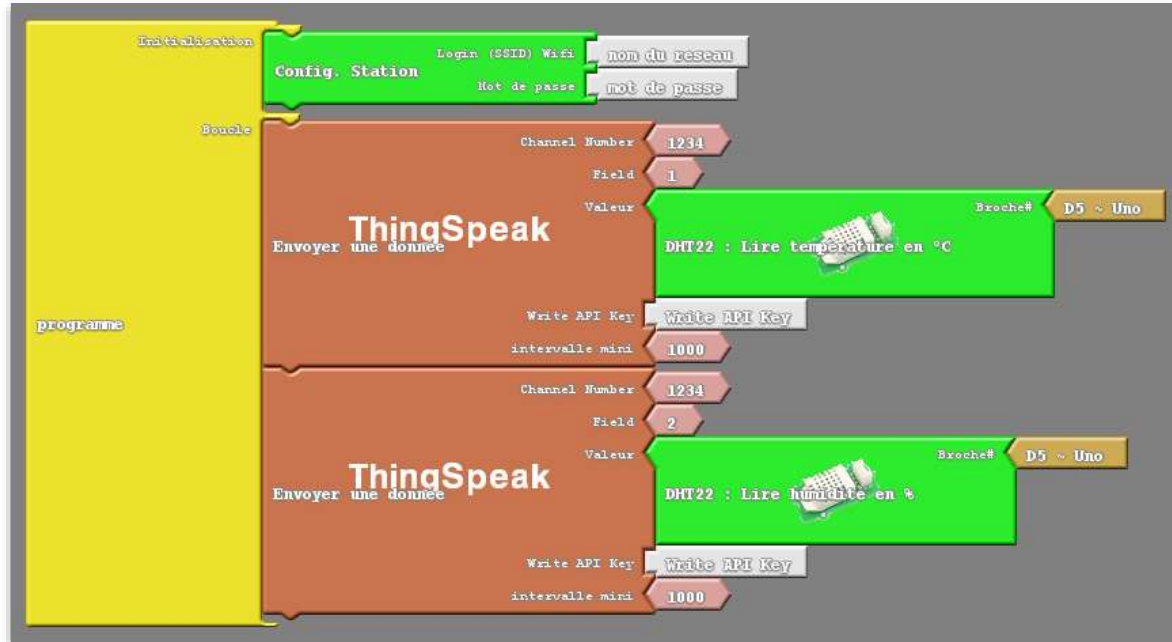 Initialisation
Login (SSID) Wifi nom du reseau
Config. Station
Mot de passe mot de passe
Boucle
Channel Number 1234
Field 1
Valeur
Broche# D5 ~ Uno
ThingSpeak
Envoyer une donnée
DHT22 : Lire température en °C
Write API Key Write API Key
programme
intervalle mini 1000
Channel Number 1234
Field 2
Valeur
Broche# D5 ~ Uno
ThingSpeak
Envoyer une donnée
DHT22 : Lire humidité en %
Write API Key Write API Key
intervalle mini 1000